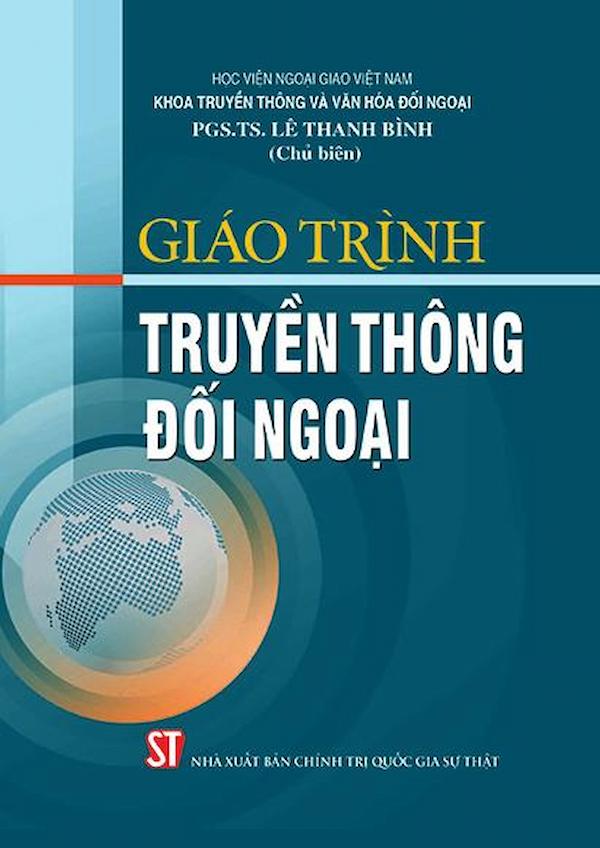 HỌC VIỆN NGOẠI GIAO VIỆT NAM
KHOA TRUYỀN THÔNG VÀ VĂN HÓA ĐỐI NGOẠI
PGS.TS. LÊ THANH BÌNH
(Chủ biên)
GIÁO TRÌNH
TRUYỀN THÔNG
ĐỐI NGOẠI
ST
NHÀ XUẤT BẢN CHÍNH TRỊ QUỐC GIA SỰ THẬT